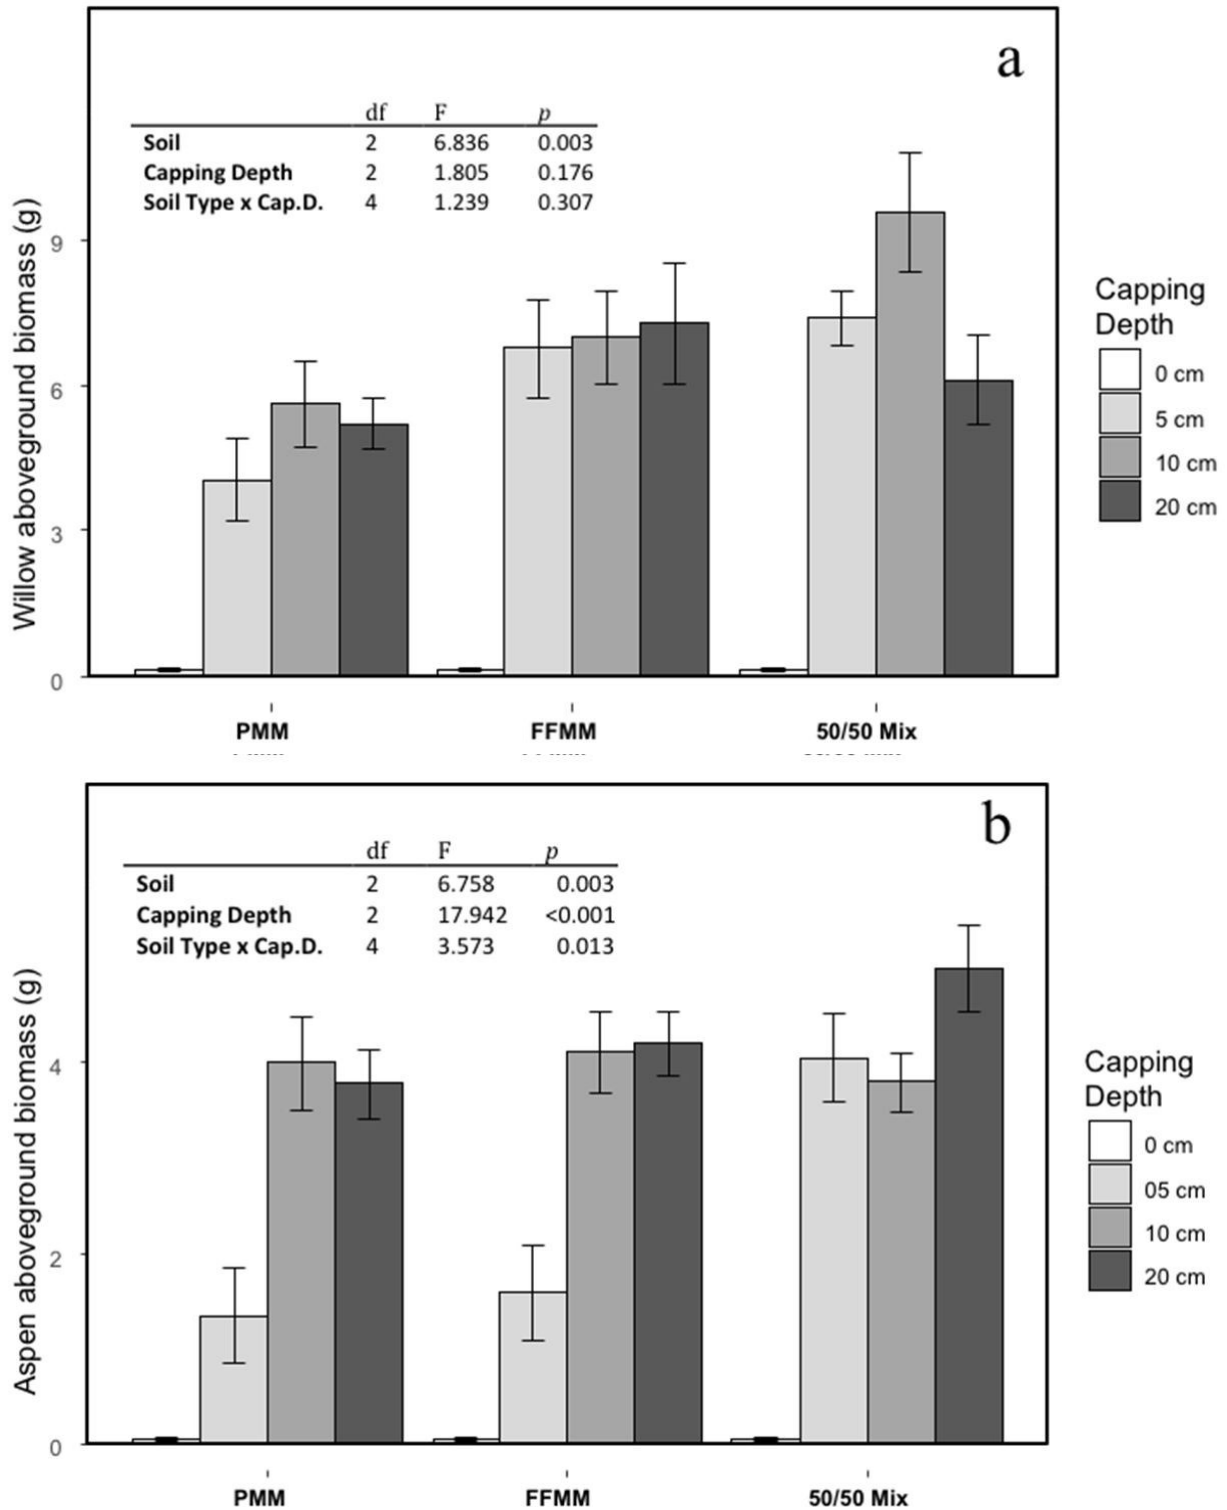 a
df F p
Soil 2 6.836 0.003
Capping Depth 2 1.805 0.176
Soil Type x Cap.D. 4 1.239 0.307
Willow aboveground biomass (g)
9
6
3
0
PMM FFMM 50/50 Mix
Capping
Depth
0 cm
5 cm
10 cm
20 cm
b
df F p
Soil 2 6.758 0.003
Capping Depth 2 17.942 <0.001
Soil Type x Cap.D. 4 3.573 0.013
Aspen aboveground biomass (g)
4
2
0
PMM FFMM 50/50 Mix
Capping
Depth
0 cm
05 cm
10 cm
20 cm